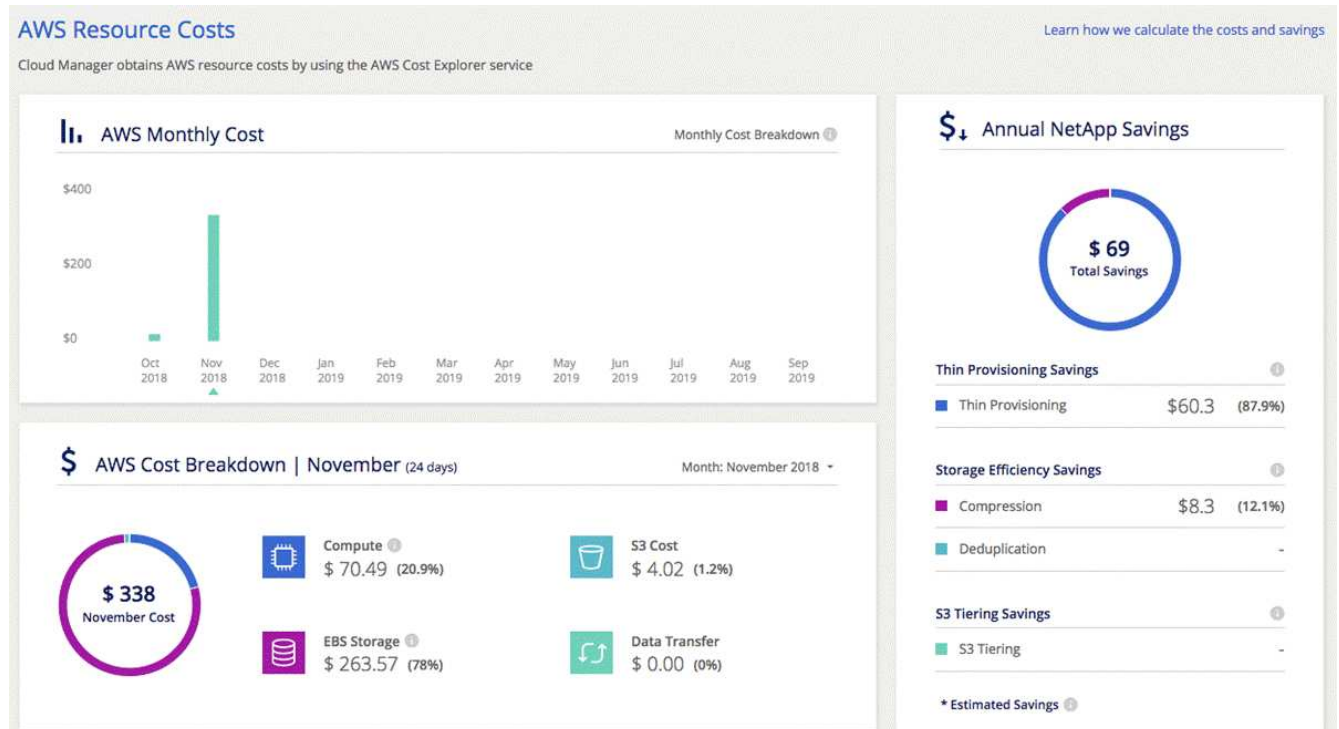 AWS Resource Costs
Learn how we calculate the costs and savings
Cloud Manager obtains AWS resource costs by using the AWS Cost Explorer service
AWS Monthly Cost
Monthly Cost Breakdown
$400
$200
$0
Oct Nov Dec Jan Feb Mar Apr May Jun Jul Aug Sep
2018 2018 2018 2019 2019 2019 2019 2019 2019 2019 2019 2019
AWS Cost Breakdown | November (24 days)
Month: November 2018
$ 338
November Cost
Compute
$ 70.49 (20.9%)
S3 Cost
$ 4.02 (1.2%)
EBS Storage
$ 263.57 (78%)
Data Transfer
$ 0.00 (0%)
Annual NetApp Savings
$ 69
Total Savings
Thin Provisioning Savings
Thin Provisioning $60.3 (87.9%)
Storage Efficiency Savings
Compression $8.3 (12.1%)
Deduplication -
S3 Tiering Savings
S3 Tiering -
* Estimated Savings